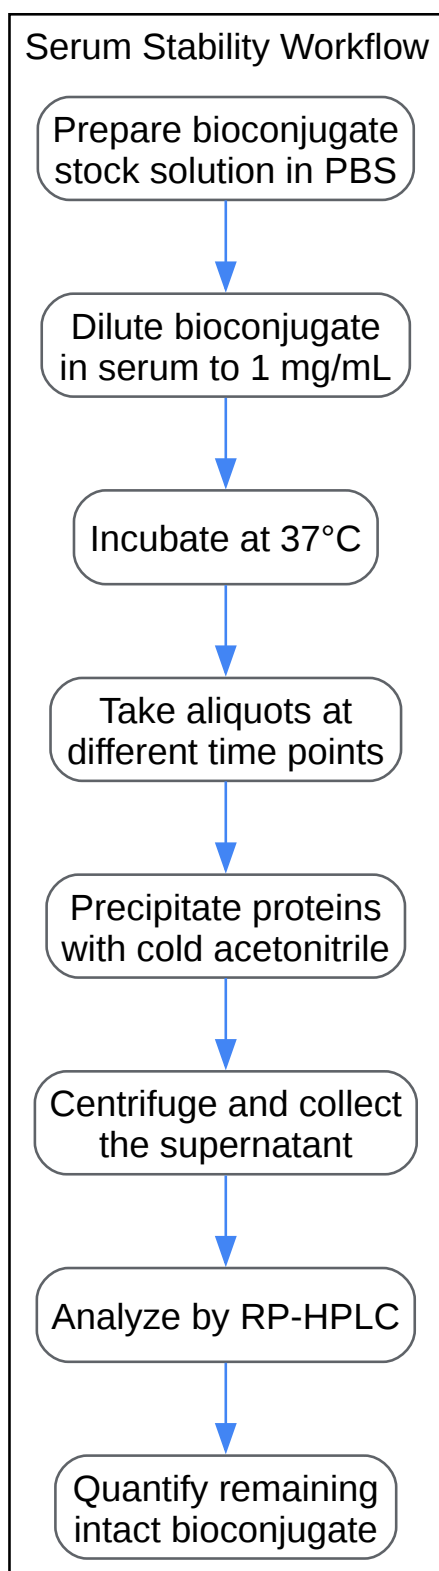 Serum Stability Workflow
Prepare bioconjugate
stock solution in PBS
Dilute bioconjugate
in serum to 1 mg/mL
Incubate at 37°C
Take aliquots at
different time points
Precipitate proteins
with cold acetonitrile
Centrifuge and collect
the supernatant
Analyze by RP-HPLC
Quantify remaining
intact bioconjugate